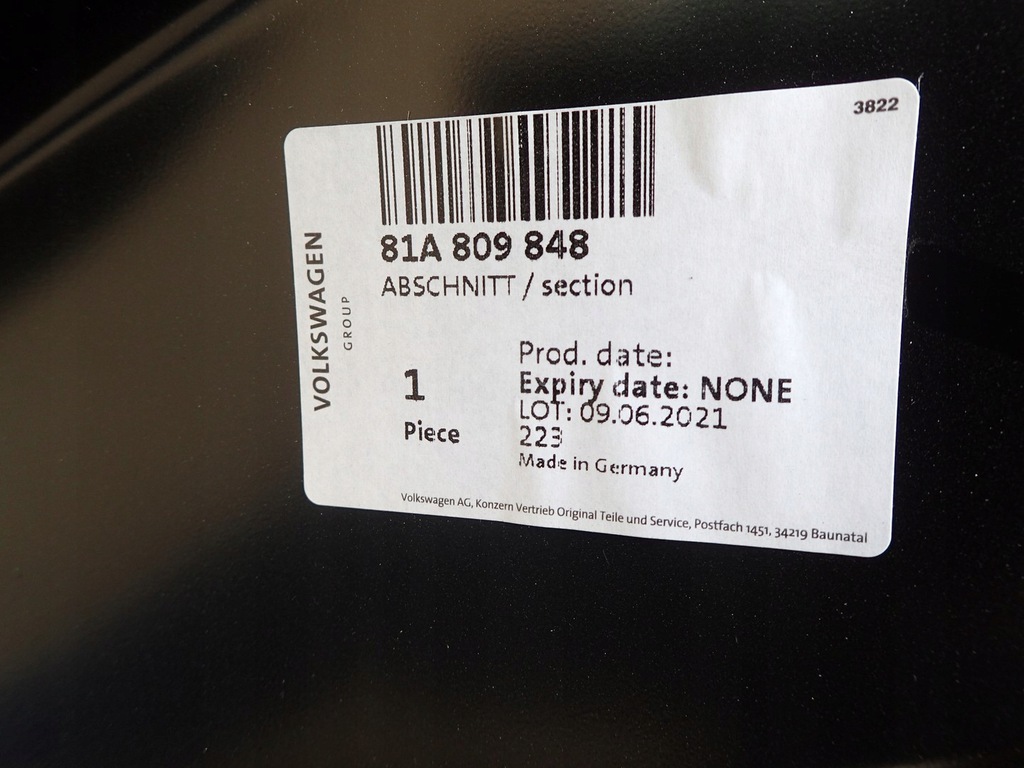 3822
81A 809 848
ABSCHNITT / section
VOLKSWAGEN
GROUP
1
Piece
Prod. date:
Expiry date: NONE
LOT: 09.06.2021
223
Made in Germany
Volkswagen AG, Konzern Vertrieb Original Teile und Service, Postfach 1451, 34219 Baunatal